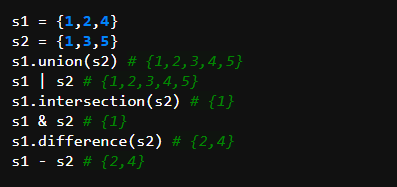 s1 = {1,2,4}
s2 = {1,3,5}
s1.union(s2) # {1,2,3,4,5}
s1 | s2 # {1,2,3,4,5}
s1.intersection(s2) # {1}
s1 & s2 # {1}
s1.difference(s2) # {2,4}
s1 - s2 # {2,4}